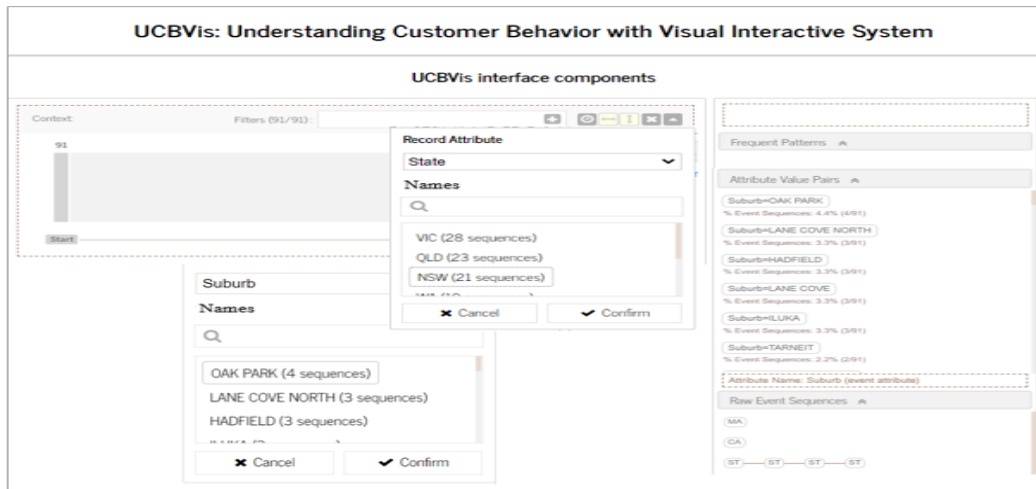 UCBVis: Understanding Customer Behavior with Visual Interactive System
UCBVis interface components
Context:
Filters (91/91):
91
Start
Record Attribute
State
Names
VIC (28 sequences)
QLD (23 sequences)
NSW (21 sequences)
Cancel
Confirm
Suburb
Names
OAK PARK (4 sequences)
LANE COVE NORTH (3 sequences)
HADFIELD (3 sequences)
Cancel
Confirm
Frequent Patterns
Attribute Value Pairs
Suburb=OAK PARK
% Event Sequences: 4.4% (4/91)
Suburb=LANE COVE NORTH
% Event Sequences: 3.3% (3/91)
Suburb=HADFIELD
% Event Sequences: 3.3% (3/91)
Suburb=LANE COVE
% Event Sequences: 3.3% (3/91)
Suburb=ILUKA
% Event Sequences: 3.3% (3/91)
Suburb=TARNEIT
% Event Sequences: 2.2% (2/91)
Attribute Name: Suburb (event attribute)
Raw Event Sequences
MA
CA
ST ST ST ST